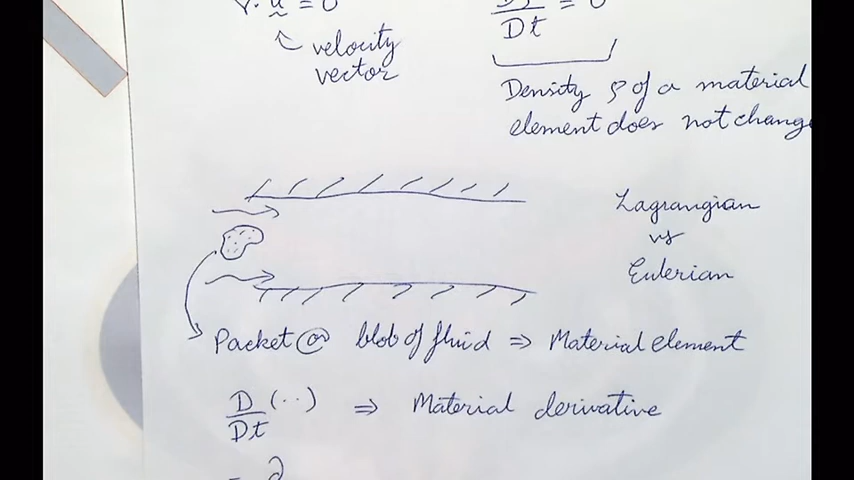 ∇. u = 0
Dρ/Dt = 0
velocity
vector
Density ρ of a material
element does not change
Lagrangian
vs
Eulerian
Packet @ blob of fluid ⇒ Material element
D/Dt (..) ⇒ Material derivative
= ∂